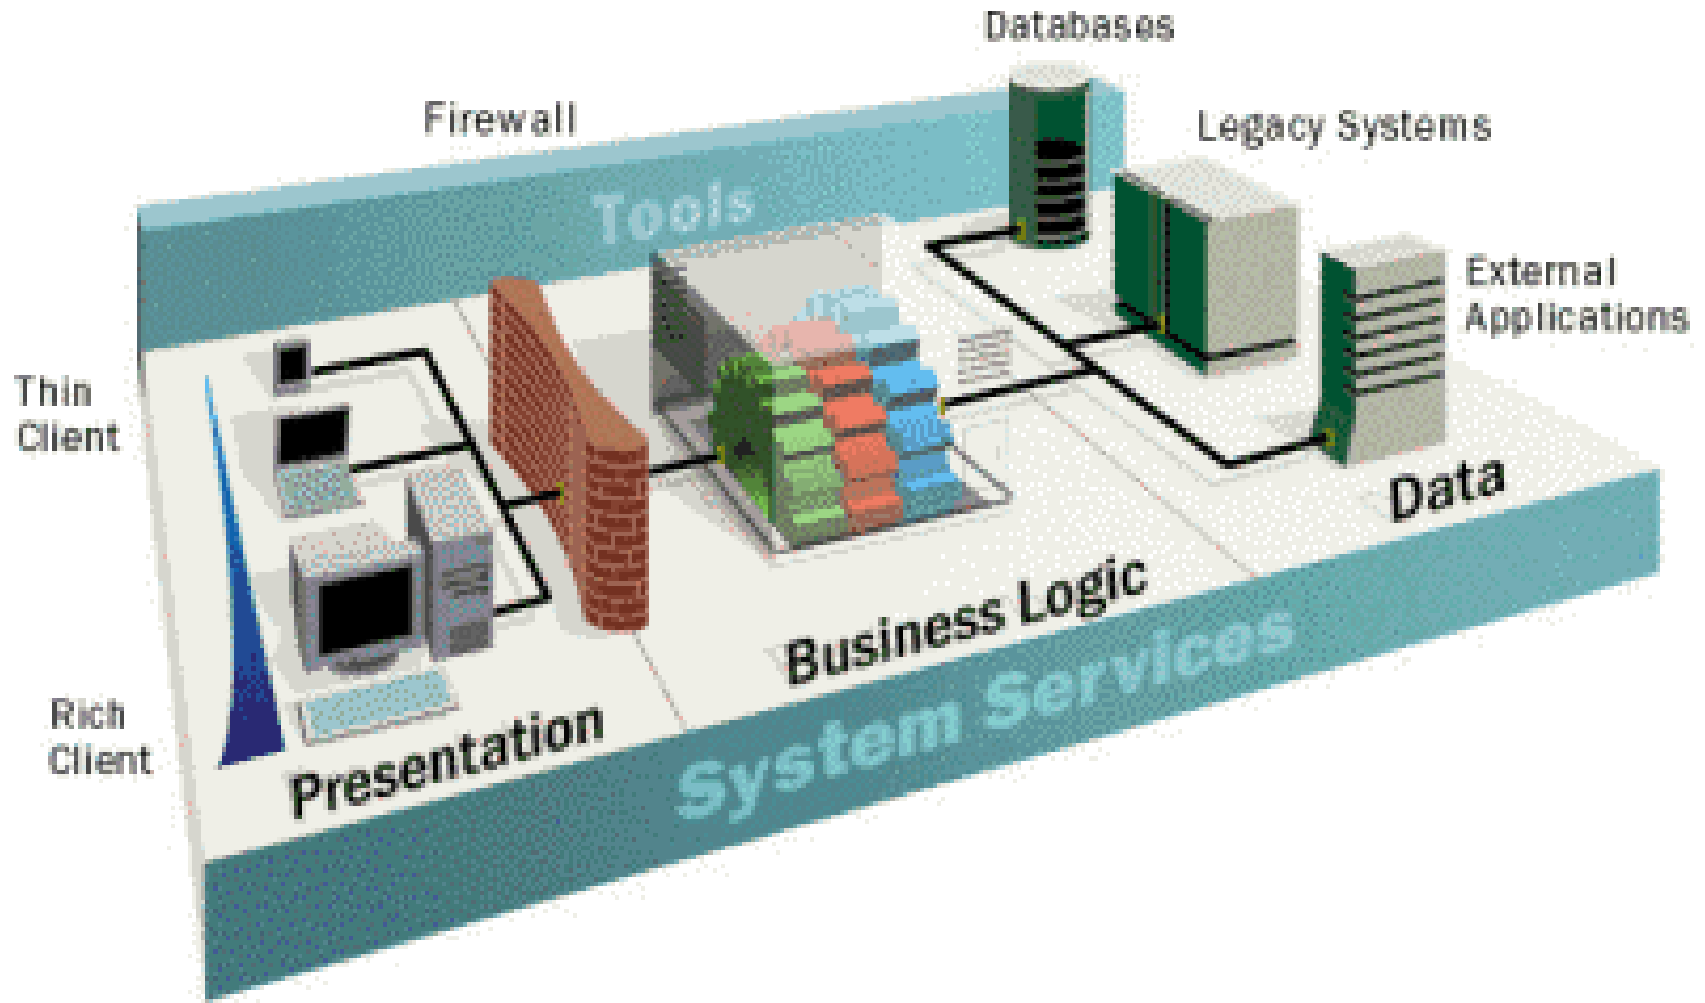 Databases
Firewall
Legacy Systems
Tools
External
Applications
Thin
Client
Data
Business Logic
System Services
Rich
Client
Presentation